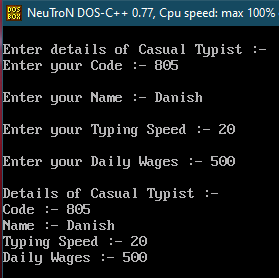 DOS
BOX
NeuTroN DOS-C++ 0.77, Cpu speed: max 100%
Enter details of Casual Typist :-
Enter your Code :- 805
Enter your Name :- Danish
Enter your Typing Speed :- 20
Enter your Daily Wages :- 500
Details of Casual Typist :-
Code :- 805
Name :- Danish
Typing Speed :- 20
Daily Wages :- 500